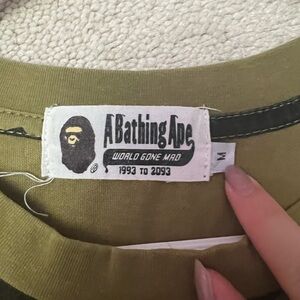 A Bathing Ape
WORLD GONE MAD
1993 TO 2093
®
M